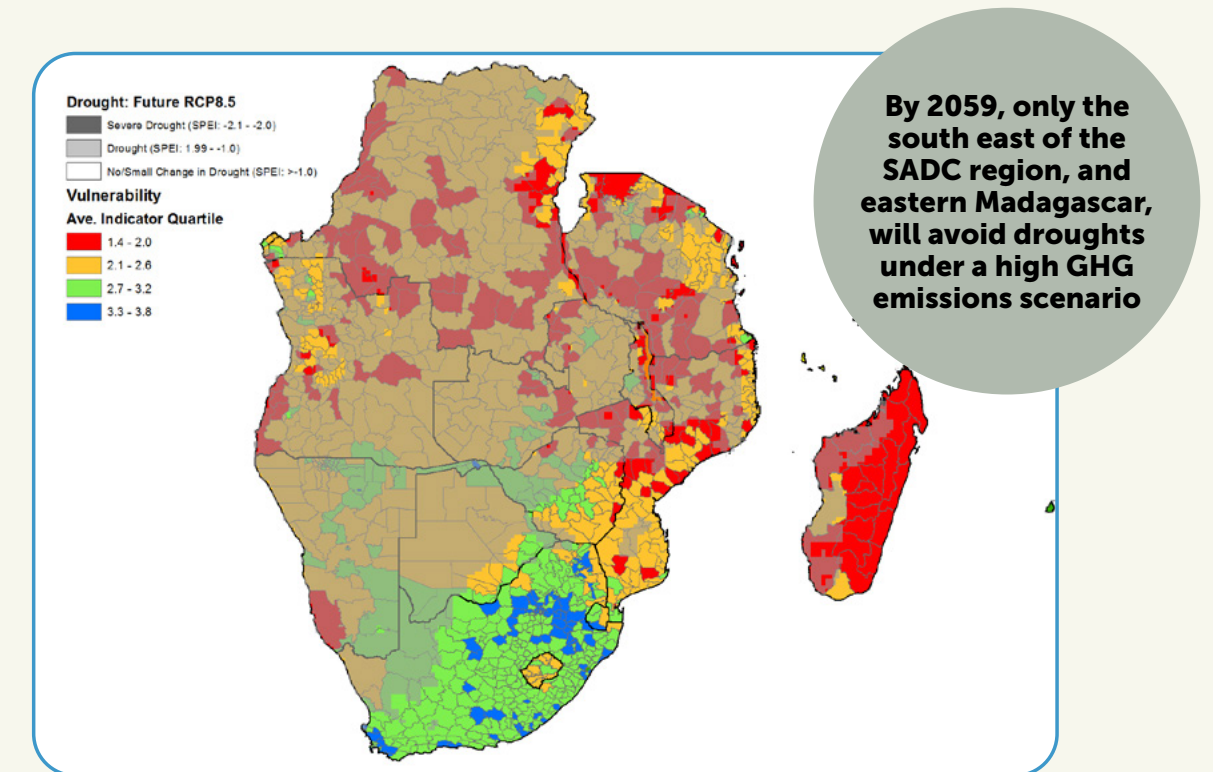 Drought: Future RCP8.5
Severe Drought (SPEI: -2.1 - -2.0)
Drought (SPEI: 1.99 - -1.0)
No/Small Change in Drought (SPEI: >-1.0)
Vulnerability
Ave. Indicator Quartile
1.4 - 2.0
2.1 - 2.6
2.7 - 3.2
3.3 - 3.8
By 2059, only the
south east of the
SADC region, and
eastern Madagascar,
will avoid droughts
under a high GHG
emissions scenario